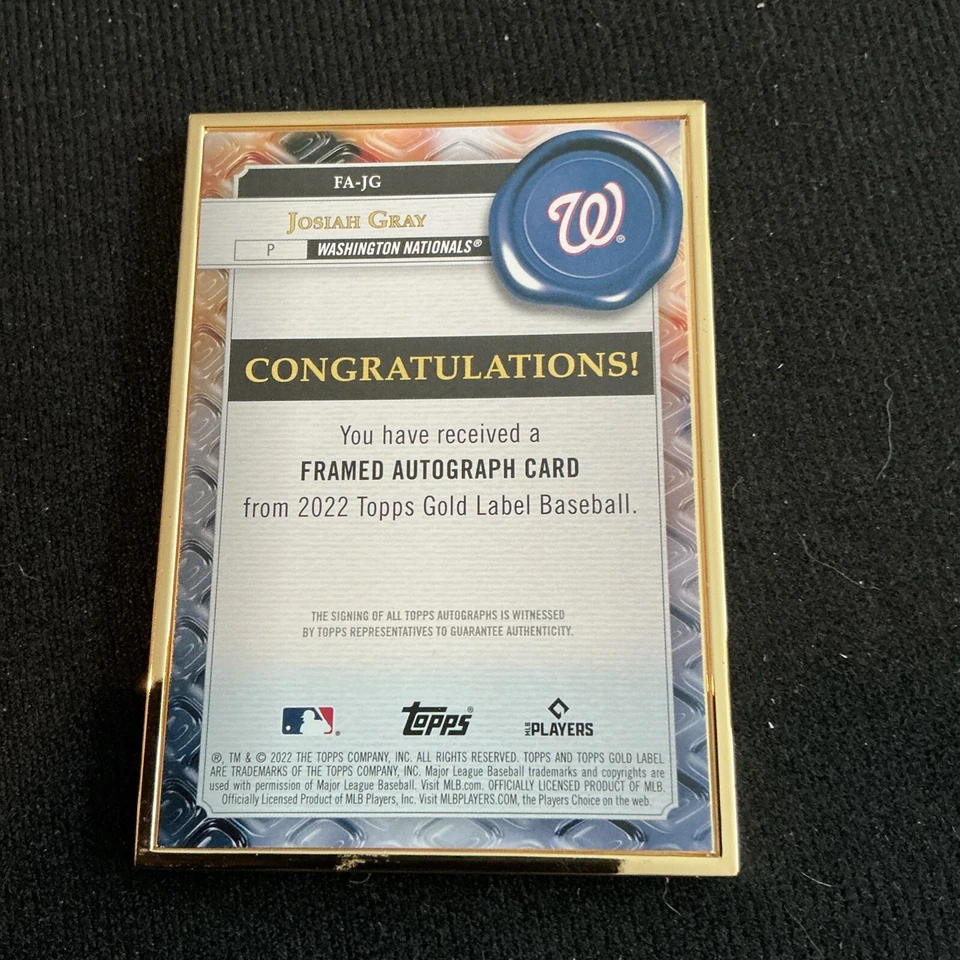 FA-JG
JOSIAH GRAY
P WASHINGTON NATIONALS®
W®
CONGRATULATIONS!
You have received a
FRAMED AUTOGRAPH CARD
from 2022 Topps Gold Label Baseball.
THE SIGNING OF ALL TOPPS AUTOGRAPHS IS WITNESSED
BY TOPPS REPRESENTATIVES TO GUARANTEE AUTHENTICITY.
® Topps® MLB PLAYERS
®, TM & © 2022 THE TOPPS COMPANY, INC. ALL RIGHTS RESERVED. TOPPS AND TOPPS GOLD LABEL
ARE TRADEMARKS OF THE TOPPS COMPANY, INC. Major League Baseball trademarks and copyrights are
used with permission of Major League Baseball. Visit MLB.com. OFFICIALLY LICENSED PRODUCT OF MLB.
Officially Licensed Product of MLB Players, Inc. Visit MLBPLAYERS.COM, the Players Choice on the web.